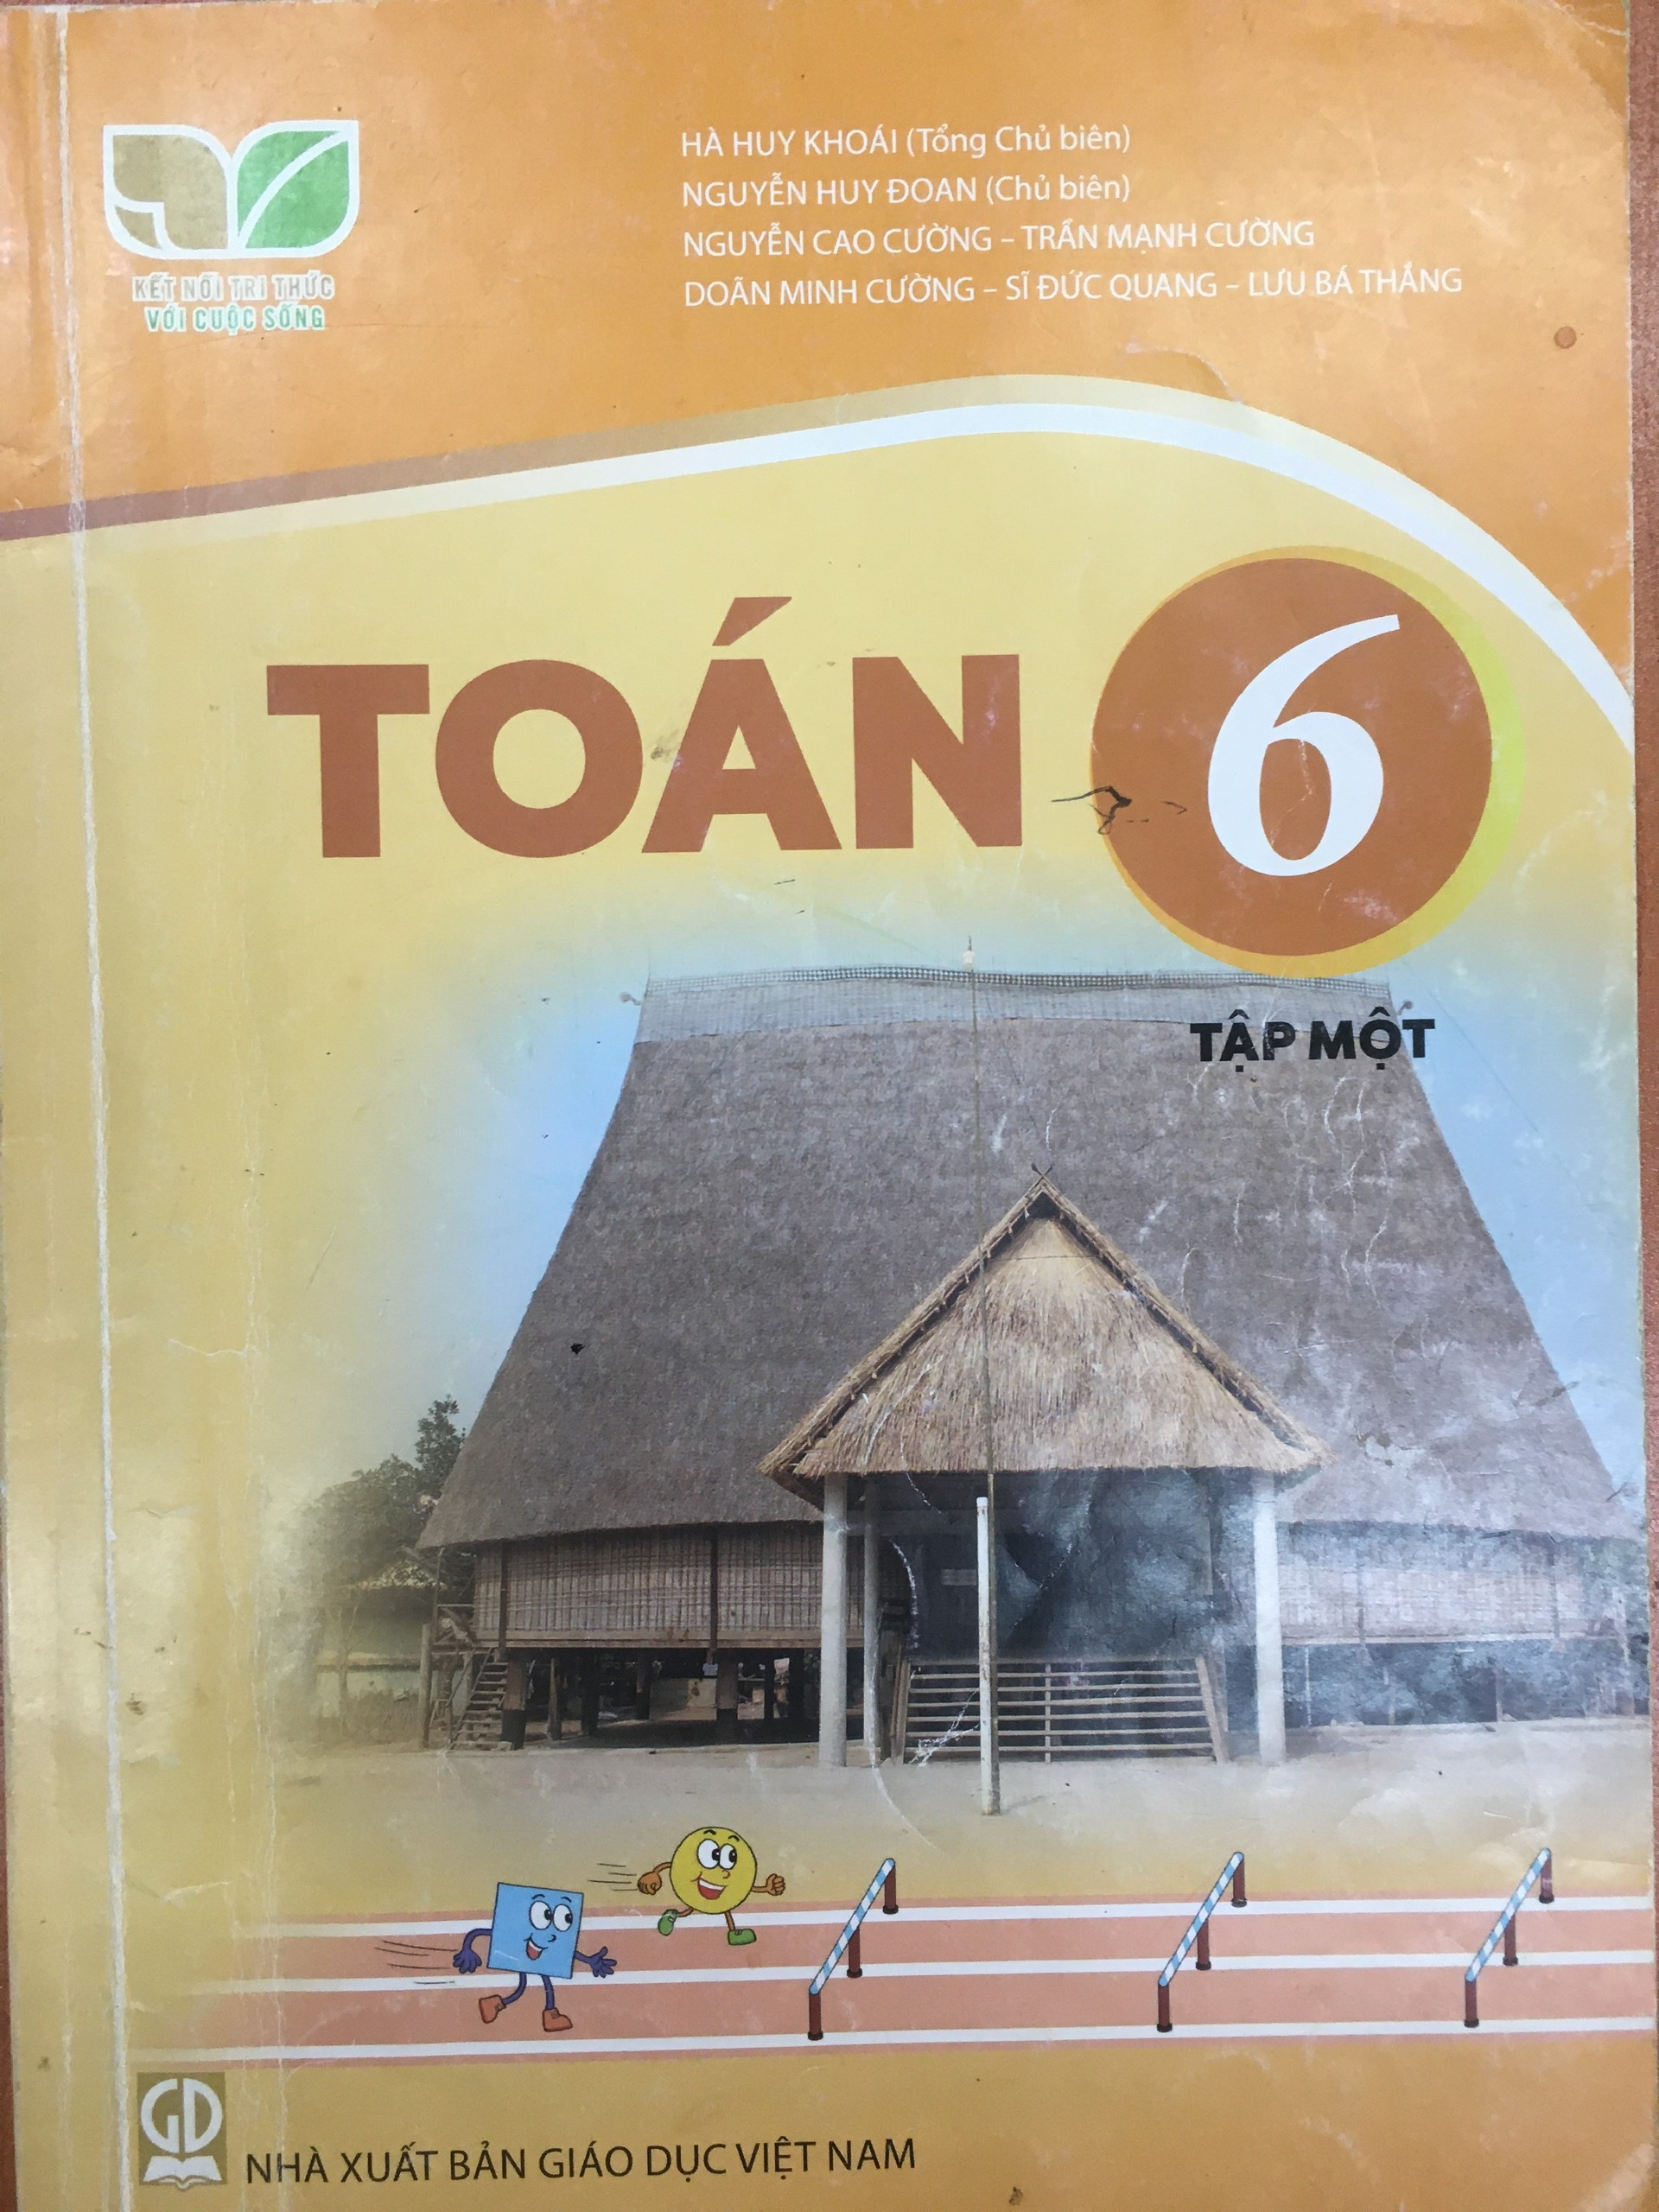 KẾT NỐI TRI THỨC
VỚI CUỘC SỐNG
HÀ HUY KHOÁI (Tổng Chủ biên)
NGUYỄN HUY ĐOAN (Chủ biên)
NGUYỄN CAO CƯỜNG – TRẦN MẠNH CƯỜNG
DOÃN MINH CƯỜNG – SĨ ĐỨC QUANG – LƯU BÁ THẮNG
TOÁN 6
TẬP MỘT
GD
NHÀ XUẤT BẢN GIÁO DỤC VIỆT NAM